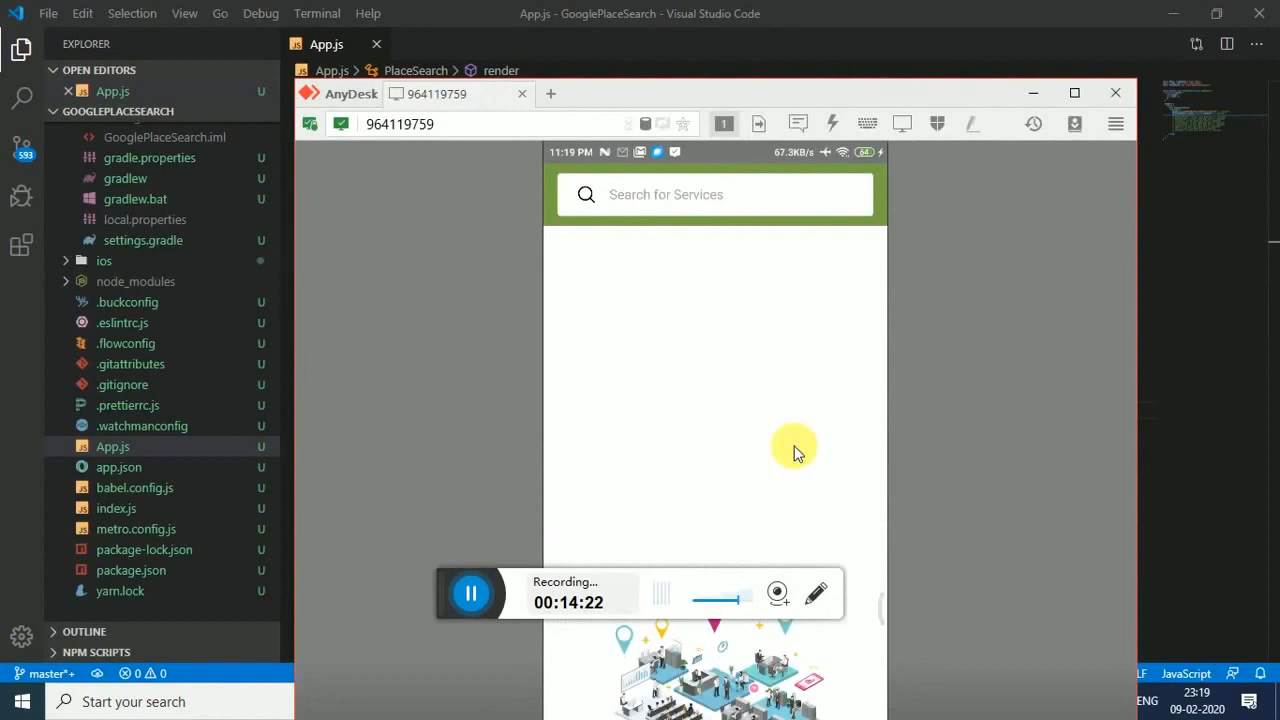 File Edit Selection View Go Debug Terminal Help App.js - GooglePlaceSearch - Visual Studio Code
EXPLORER
App.js
OPEN EDITORS
App.js > PlaceSearch > render
App.js U
AnyDesk 964119759
GOOGLEPLACESEARCH
964119759
1
GooglePlaceSearch.iml
gradle.properties U
gradlew U
gradlew.bat U
local.properties
settings.gradle U
ios
node_modules
.buckconfig U
.eslintrc.js U
.flowconfig U
.gitattributes U
.gitignore U
.prettierrc.js U
.watchmanconfig U
App.js U
app.json U
babel.config.js U
index.js U
metro.config.js U
package-lock.json U
package.json U
yarn.lock U
593
11:19 PM 67.3KB/s 64
Search for Services
Recording...
00:14:22
OUTLINE
NPM SCRIPTS
master*+ 0 0 LF JavaScript
Start your search
ENG
23:19
09-02-2020